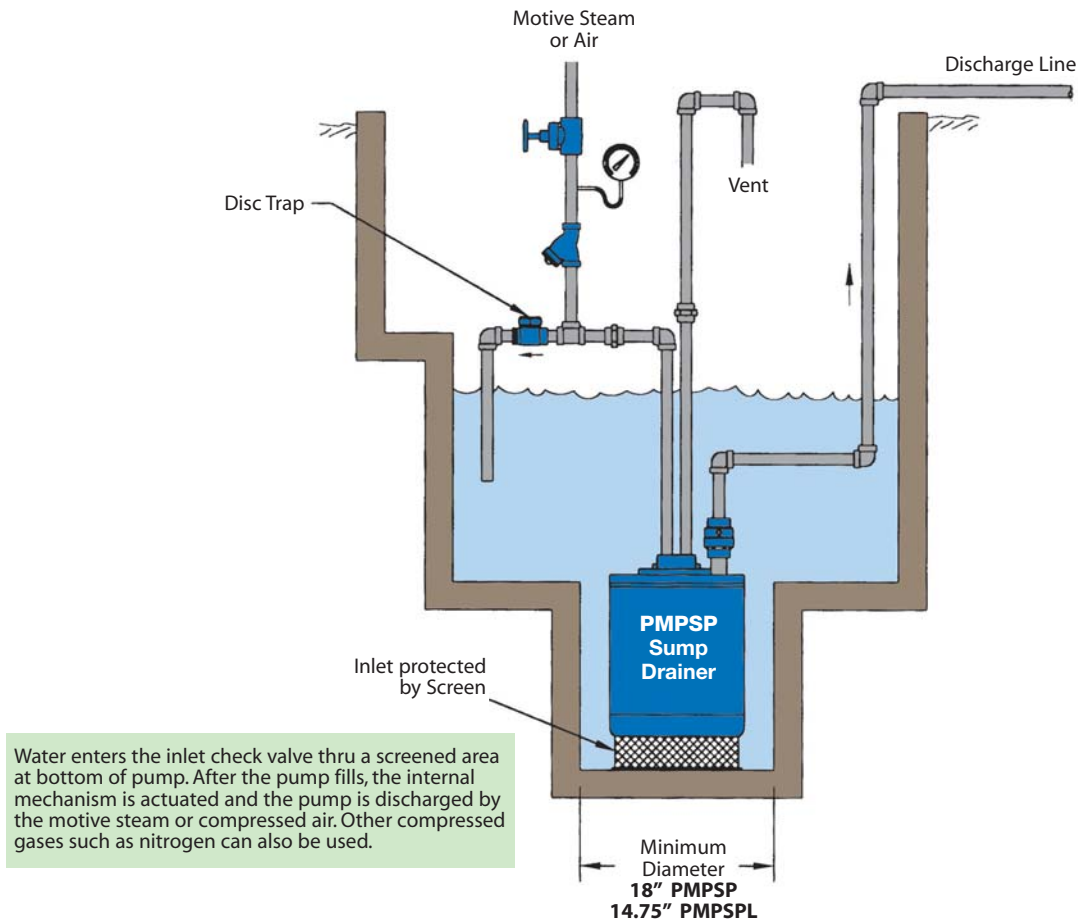 Motive Steam
or Air
Discharge Line
Vent
Disc Trap
PMPSP
Sump
Drainer
Inlet protected
by Screen
Water enters the inlet check valve thru a screened area
at bottom of pump. After the pump fills, the internal
mechanism is actuated and the pump is discharged by
the motive steam or compressed air. Other compressed
gases such as nitrogen can also be used.
Minimum
Diameter
18″ PMPSP
14.75″ PMPSPL